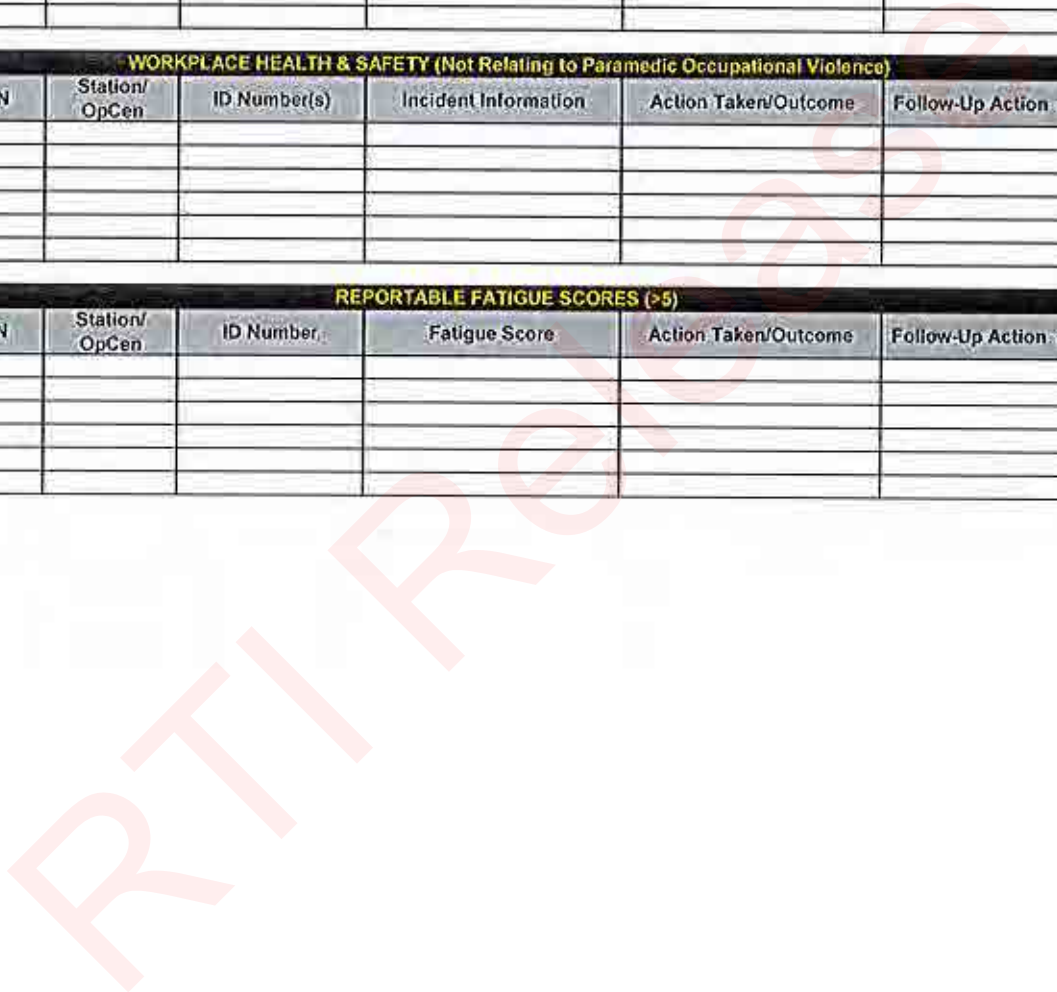 WORKPLACE HEALTH & SAFETY (Not Relating to Paramedic Occupational Violence)
N Station/ OpCen ID Number(s) Incident Information Action Taken/Outcome Follow-Up Action
REPORTABLE FATIGUE SCORES (>5)
N Station/ OpCen ID Number Fatigue Score Action Taken/Outcome Follow-Up Action
RTI Release